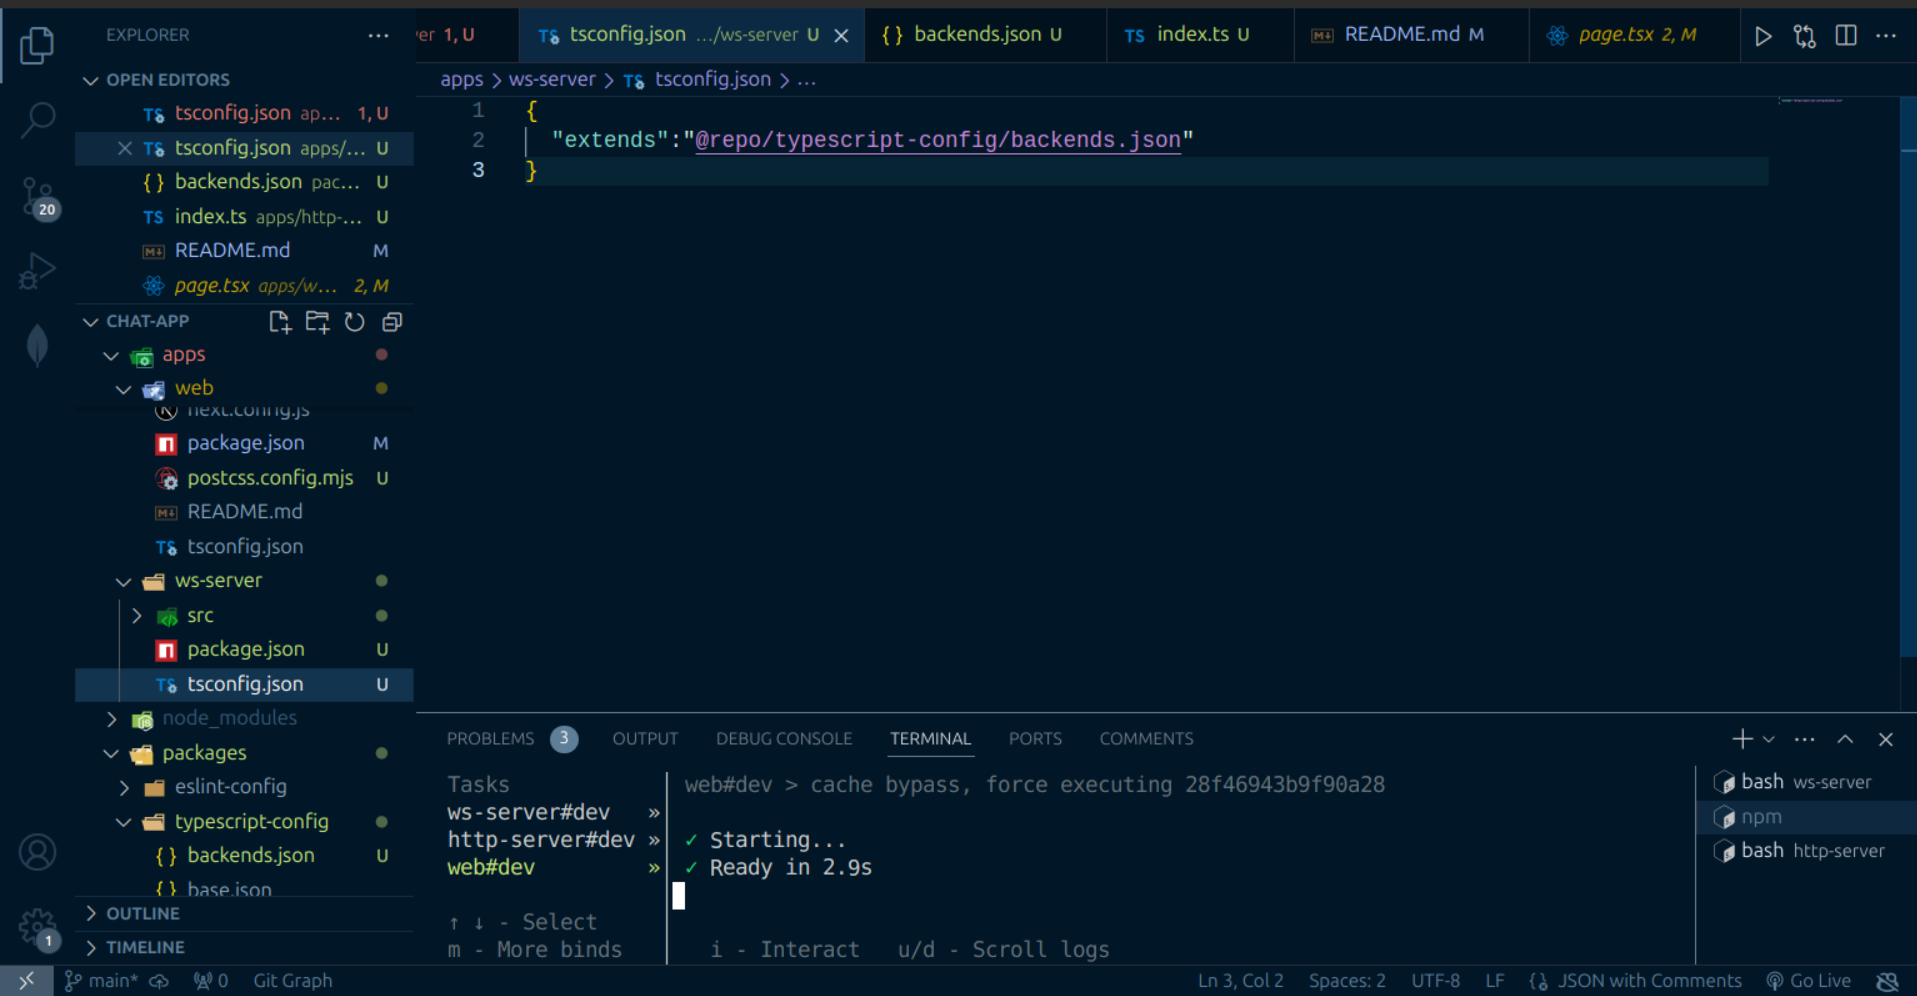 EXPLORER
OPEN EDITORS
tsconfig.json ap... 1, U
tsconfig.json apps/... U
backends.json pac... U
index.ts apps/http-... U
README.md M
page.tsx apps/w... 2, M
CHAT-APP
apps
web
next.config.js
package.json M
postcss.config.mjs U
README.md
tsconfig.json
ws-server
src
package.json U
tsconfig.json U
node_modules
packages
eslint-config
typescript-config
backends.json U
base.json
OUTLINE
TIMELINE
20
1
er 1, U
tsconfig.json .../ws-server U
backends.json U
index.ts U
README.md M
page.tsx 2, M
apps > ws-server > tsconfig.json > ...
1 {
2 "extends":"@repo/typescript-config/backends.json"
3 }
PROBLEMS 3 OUTPUT DEBUG CONSOLE TERMINAL PORTS COMMENTS
Tasks
ws-server#dev »
http-server#dev »
web#dev »
↑ ↓ - Select
m - More binds
web#dev > cache bypass, force executing 28f46943b9f90a28
✓ Starting...
✓ Ready in 2.9s
i - Interact u/d - Scroll logs
bash ws-server
npm
bash http-server
main* 0 Git Graph
Ln 3, Col 2 Spaces: 2 UTF-8 LF JSON with Comments Go Live